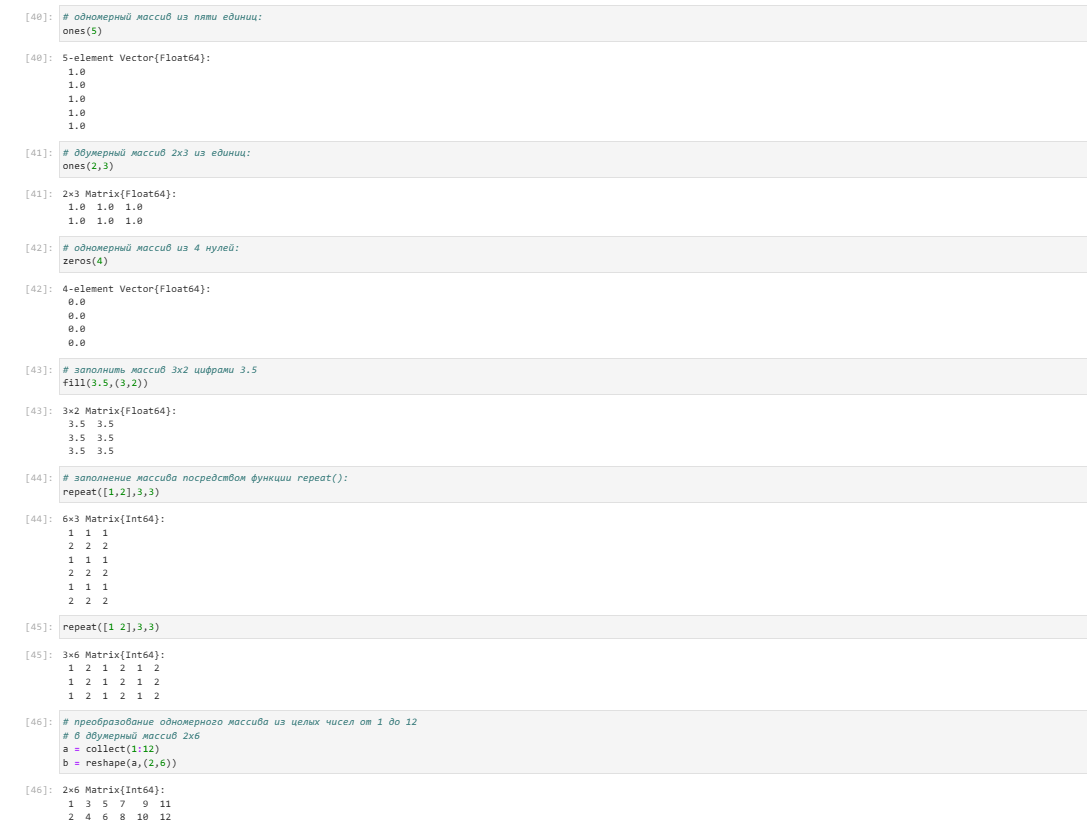 [40]: # одномерный массив из пяти единиц:
ones(5)
[40]: 5-element Vector{Float64}:
1.0
1.0
1.0
1.0
1.0
[41]: # двумерный массив 2x3 из единиц:
ones(2,3)
[41]: 2×3 Matrix{Float64}:
1.0  1.0  1.0
1.0  1.0  1.0
[42]: # одномерный массив из 4 нулей:
zeros(4)
[42]: 4-element Vector{Float64}:
0.0
0.0
0.0
0.0
[43]: # заполнить массив 3x2 цифрами 3.5
fill(3.5,(3,2))
[43]: 3×2 Matrix{Float64}:
3.5  3.5
3.5  3.5
3.5  3.5
[44]: # заполнение массива посредством функции repeat():
repeat([1,2],3,3)
[44]: 6×3 Matrix{Int64}:
1  1  1
2  2  2
1  1  1
2  2  2
1  1  1
2  2  2
[45]: repeat([1 2],3,3)
[45]: 3×6 Matrix{Int64}:
1  2  1  2  1  2
1  2  1  2  1  2
1  2  1  2  1  2
[46]: # преобразование одномерного массива из целых чисел от 1 до 12
# в двумерный массив 2x6
a = collect(1:12)
b = reshape(a,(2,6))
[46]: 2×6 Matrix{Int64}:
1  3  5  7   9  11
2  4  6  8  10  12